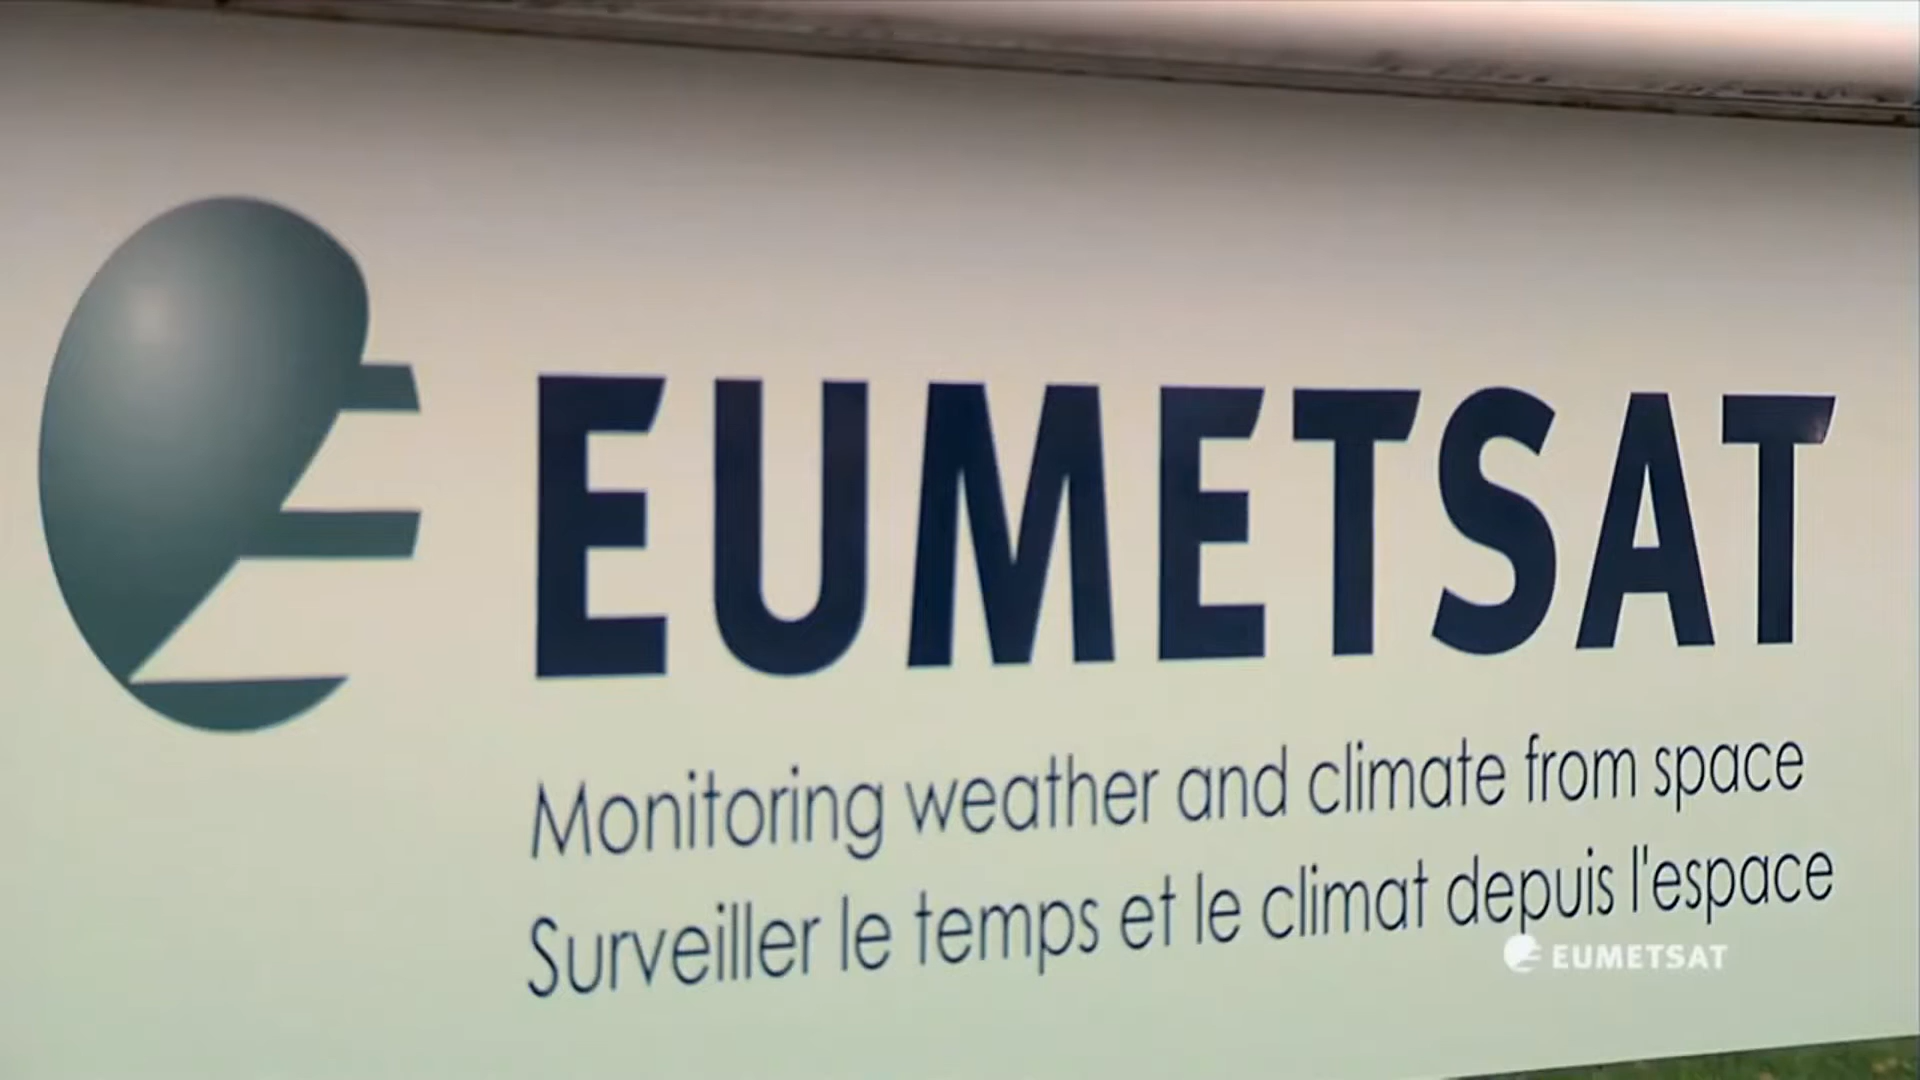 EUMETSAT
Monitoring weather and climate from space
Surveiller le temps et le climat depuis l'espace
EUMETSAT